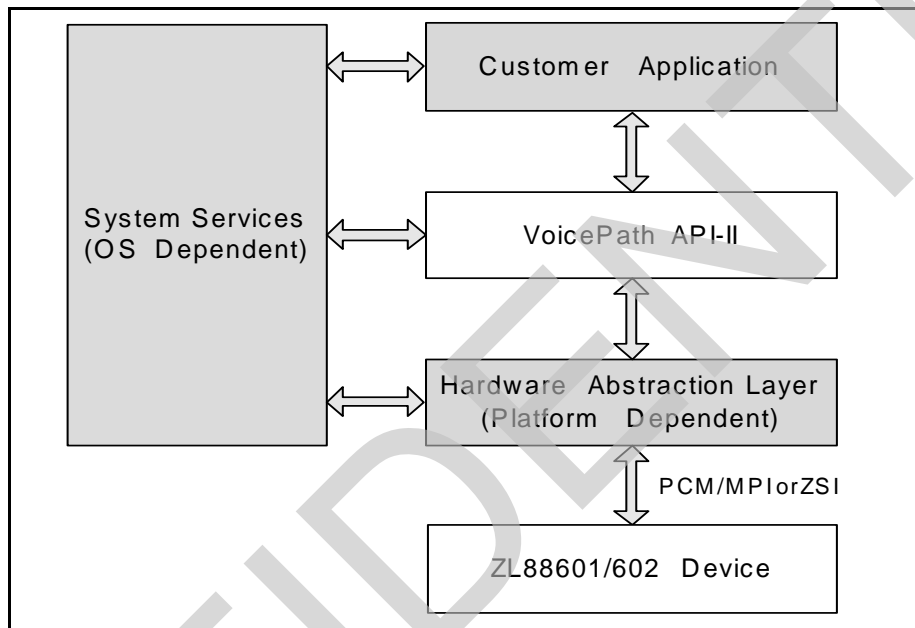 Customer Application
System Services
(OS Dependent)
VoicePath API-II
Hardware Abstraction Layer
(Platform Dependent)
PCM/MPIorZSI
ZL88601/602 Device